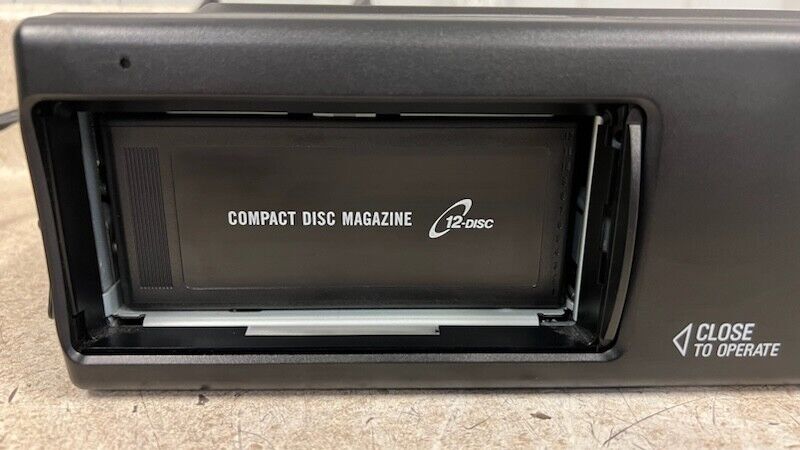 COMPACT DISC MAGAZINE 12-DISC
CLOSE
TO OPERATE